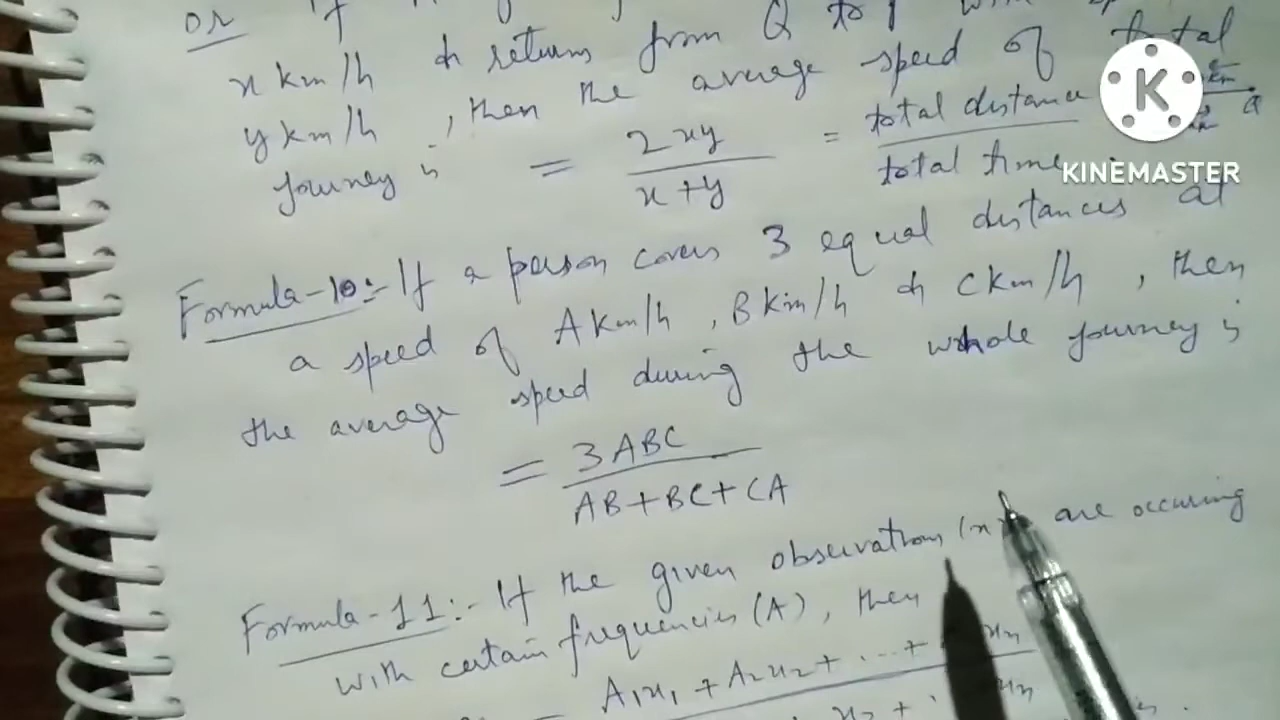 or If
x km/h & returns from Q to P with
y km/h, then the average speed of total
journey is = 2xy / x+y = total distance / total time
K
KINEMASTER
Formula-10:- If a person covers 3 equal distances at
a speed of A km/h, B km/h & C km/h, then
the average speed during the whole journey is
= 3ABC / AB+BC+CA
Formula-11:- If the given observations (x) are occuring
with certain frequencies (A), then
= A₁x₁ + A₂x₂ + ... +